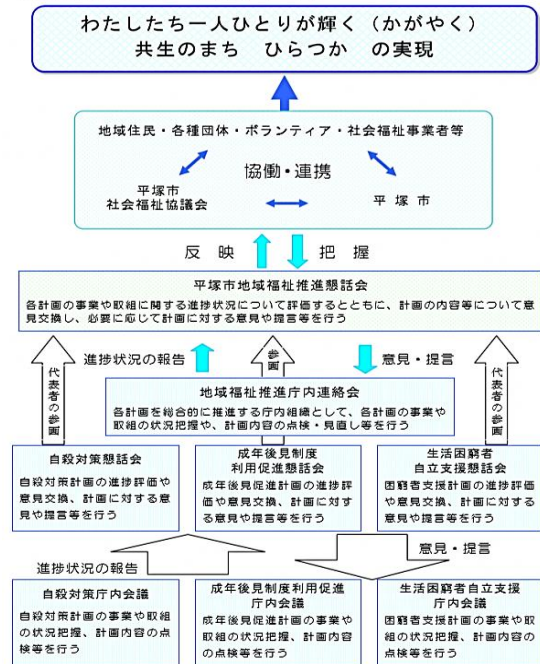 わたしたち一人ひとりが輝く（かがやく）
共生のまち　ひらつか　の実現
地域住民・各種団体・ボランティア・社会福祉事業者等
協働・連携
平塚市
社会福祉協議会
平　塚　市
反　映
把　握
平塚市地域福祉推進懇話会
各計画の事業や取組に関する進捗状況について評価するとともに、計画の内容等について意
見交換し、必要に応じて計画に対する意見や提言等を行う
代表者の参画
進捗状況の報告
参画
意見・提言
代表者の参画
地域福祉推進庁内連絡会
各計画を総合的に推進する庁内組織として、各計画の事業や
取組の状況把握や、計画内容の点検・見直し等を行う
自殺対策懇話会
自殺対策計画の進捗評価や
意見交換、計画に対する意
見や提言等を行う
成年後見制度
利用促進懇話会
成年後見促進計画の進捗評
価や意見交換、計画に対す
る意見や提言等を行う
生活困窮者
自立支援懇話会
困窮者支援計画の進捗評価
や意見交換、計画に対する
意見や提言等を行う
進捗状況の報告
意見・提言
自殺対策庁内会議
自殺対策計画の事業や取組
の状況把握、計画内容の点
検等を行う
成年後見制度利用促進
庁内会議
成年後見促進計画の事業や
取組の状況把握、計画内容
の点検等を行う
生活困窮者自立支援
庁内会議
困窮者支援計画の事業や取
組の状況把握、計画内容の
点検等を行う